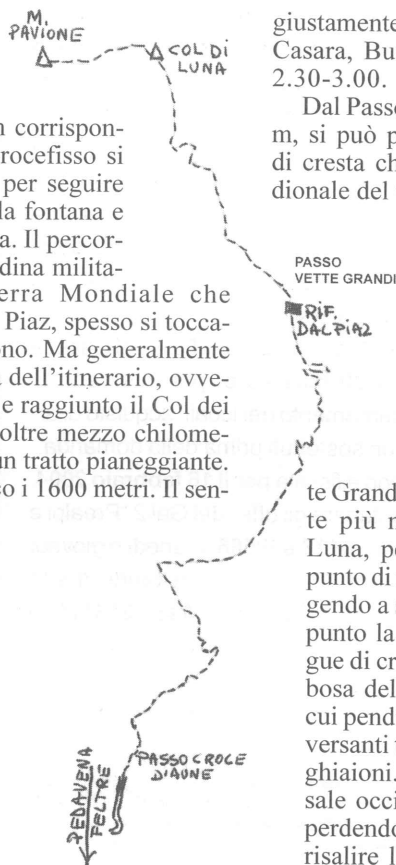 M.
PAVIONE
COL DI
LUNA
corrispon-
rocefisso si
per seguire
la fontana e
a. Il percor-
dina milita-
erra Mondiale che
Piaz, spesso si tocca-
ono. Ma generalmente
dell'itinerario, ovve-
e raggiunto il Col dei
oltre mezzo chilome-
un tratto pianeggiante.
o i 1600 metri. Il sen-
giustamente
Casara, Bu
2.30-3.00.
Dal Passo
m, si può p
di cresta ch
dionale del
PASSO
VETTE GRANDI
RIF.
DAL PIAZ
te Grand
te più n
Luna, p
punto di
gendo a s
punto la
gue di cr
bosa del
cui pend
versanti
ghiaioni.
sale occi
perdendo
risalire l
PASSO CROCE
D'AUNE
PEDAVENA
FELTRE